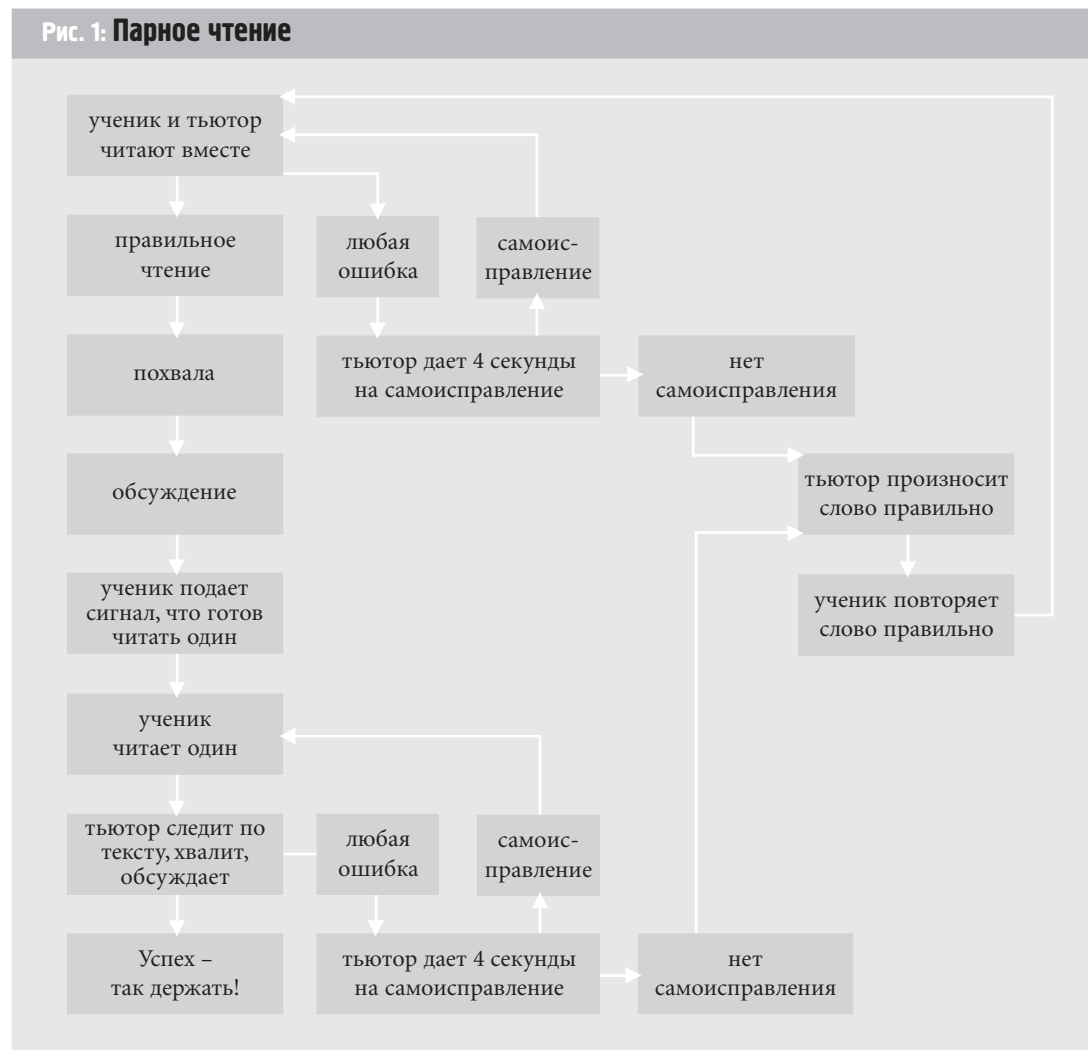 Рис. 1: Парное чтение
ученик и тьютор
читают вместе
правильное
чтение
любая
ошибка
самоис-
правление
похвала
тьютор дает 4 секунды
на самоисправление
нет
самоисправления
обсуждение
тьютор произносит
слово правильно
ученик подает
сигнал, что готов
читать один
ученик повторяет
слово правильно
ученик
читает один
тьютор следит по
тексту, хвалит,
обсуждает
любая
ошибка
самоис-
правление
Успех –
так держать!
тьютор дает 4 секунды
на самоисправление
нет
самоисправления